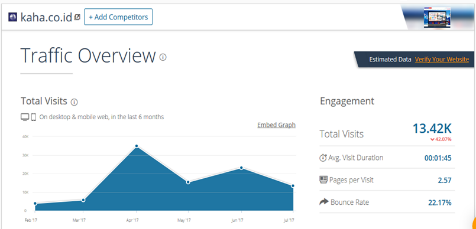 kaha.co.id
+ Add Competitors
Traffic Overview
Estimated Data Verify Your Website
Total Visits
On desktop & mobile web, in the last 6 months
Embed Graph
Feb '17 Mar '17 Apr '17 May '17 Jun '17 Jul '17
Engagement
Total Visits 13.42K
42.07%
Avg. Visit Duration 00:01:45
Pages per Visit 2.57
Bounce Rate 22.17%